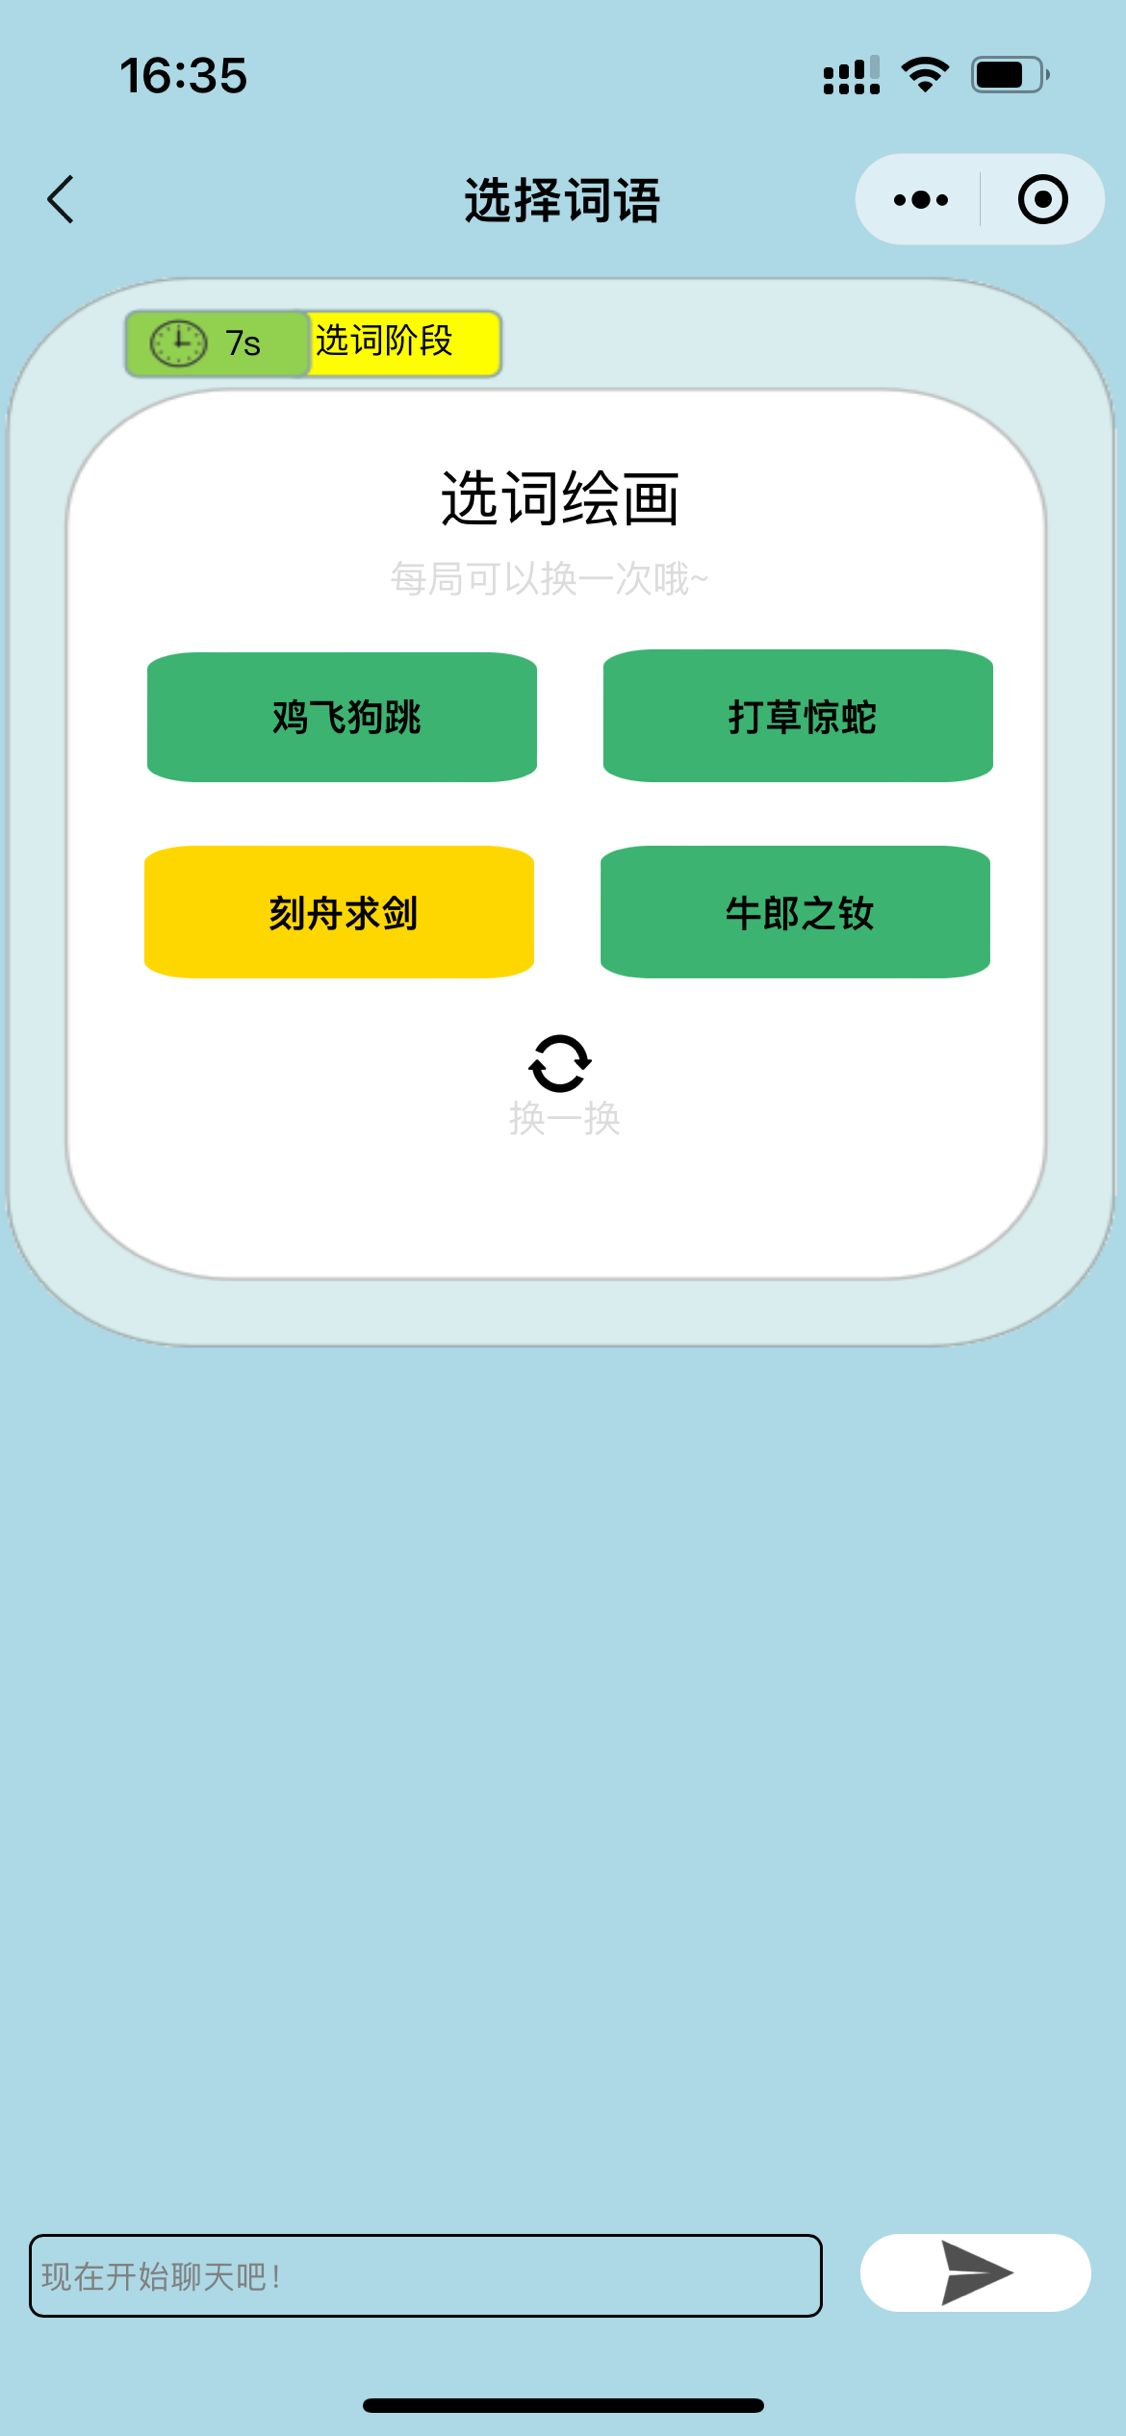 16:35
选择词语
7s 选词阶段
选词绘画
每局可以换一次哦~
鸡飞狗跳 打草惊蛇
刻舟求剑 牛郎之钕
换一换
现在开始聊天吧!